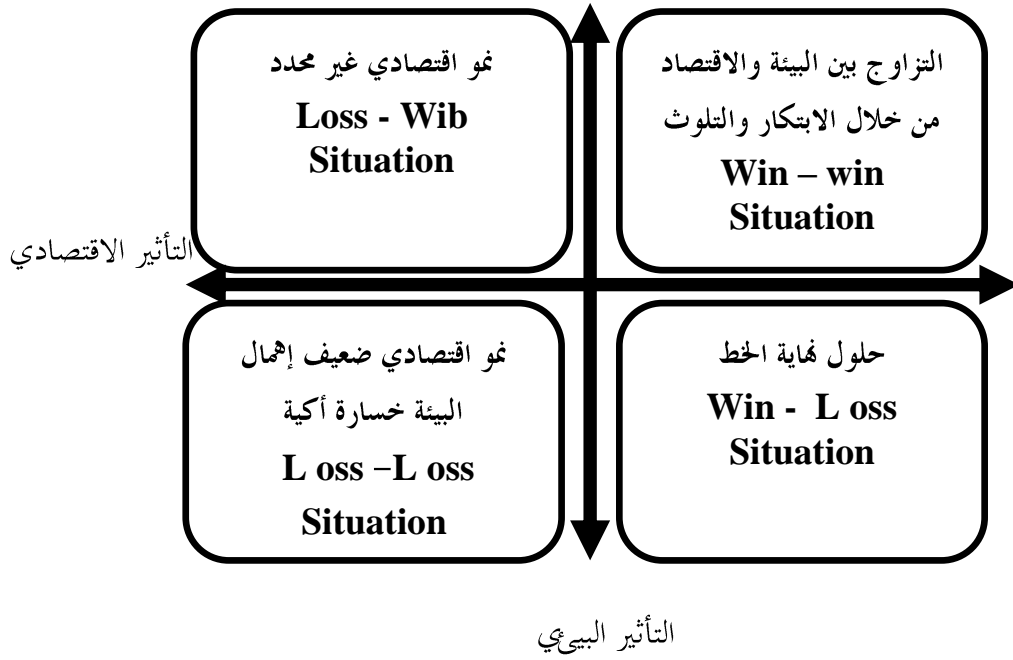 التزاوج بين البيئة والاقتصاد
من خلال الابتكار والتلوث
Win – win
Situation
نمو اقتصادي غير محدد
Loss - Wib
Situation
التأثير الاقتصادي
حلول نهاية الخط
Win - L oss
Situation
نمو اقتصادي ضعيف إهمال
البيئة خسارة أكية
L oss –L oss
Situation
التأثير البيىئي